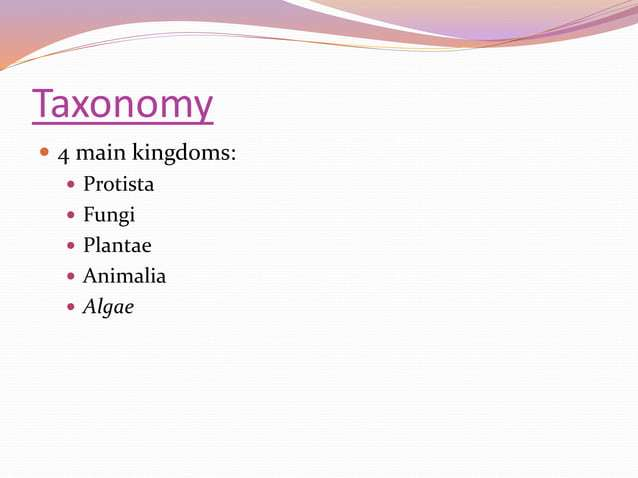 Taxonomy
4 main kingdoms:
Protista
Fungi
Plantae
Animalia
Algae